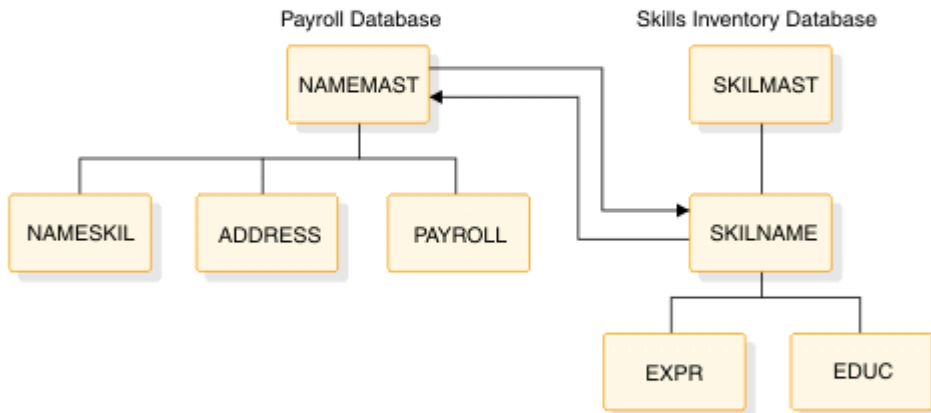 Payroll Database
Skills Inventory Database
NAMEMAST
SKILMAST
NAMESKIL
ADDRESS
PAYROLL
SKILNAME
EXPR
EDUC